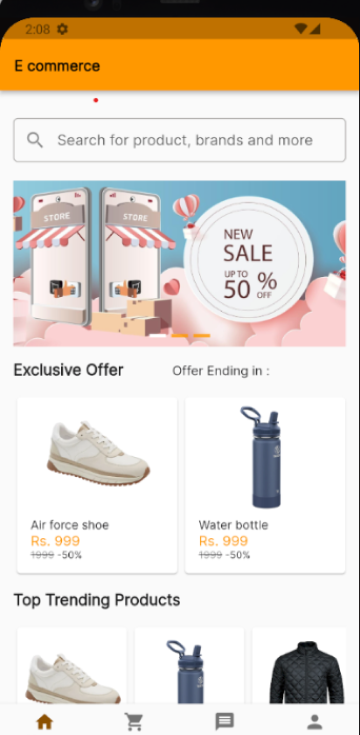 2:08
E commerce
Search for product, brands and more
STORE
STORE
NEW
SALE
UP TO
50 %
OFF
Exclusive Offer
Offer Ending in :
Air force shoe
Water bottle
Rs. 999
Rs. 999
1999 -50%
1999 -50%
Top Trending Products